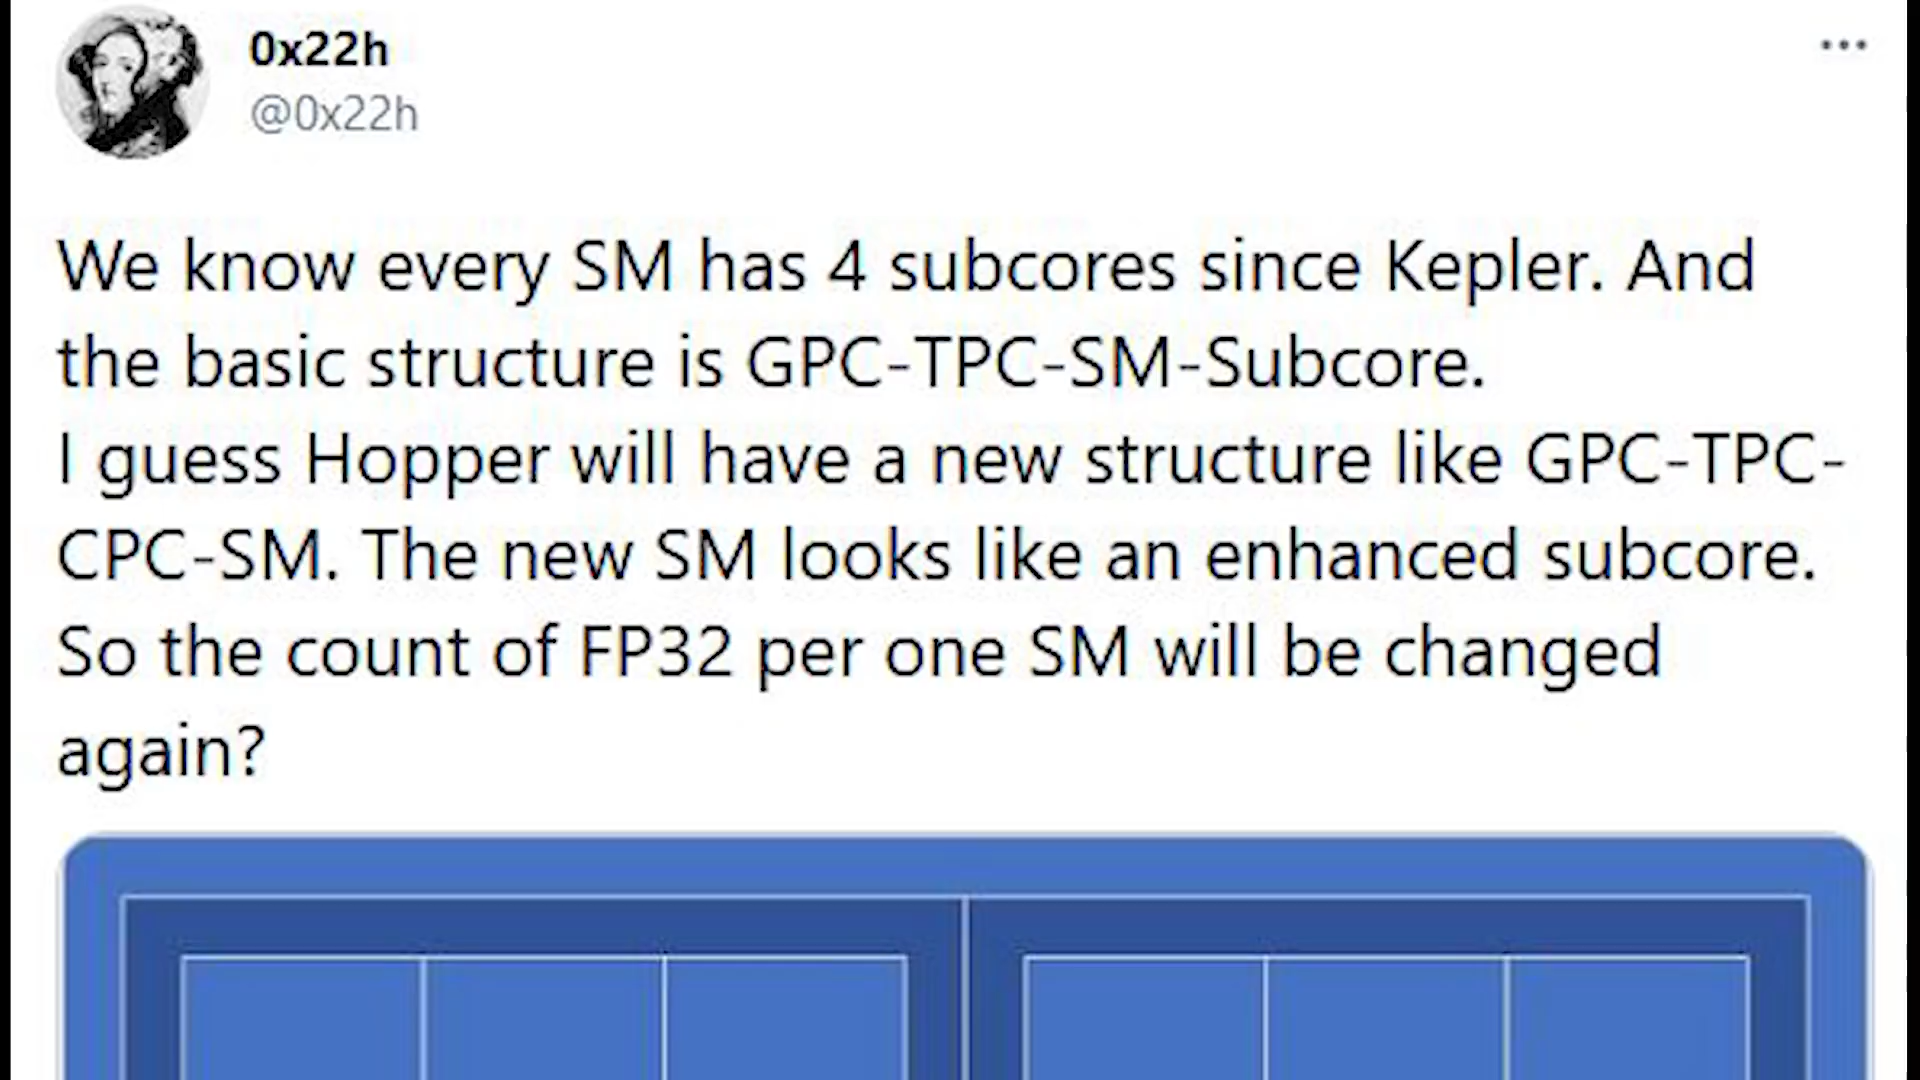 0x22h
@0x22h
We know every SM has 4 subcores since Kepler. And
the basic structure is GPC-TPC-SM-Subcore.
I guess Hopper will have a new structure like GPC-TPC-
CPC-SM. The new SM looks like an enhanced subcore.
So the count of FP32 per one SM will be changed
again?